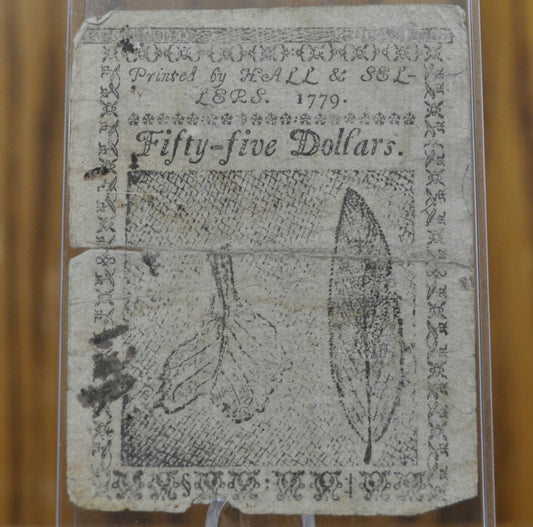 Printed by HALL & SEL-
LERS. 1779.
Fifty-five Dollars.